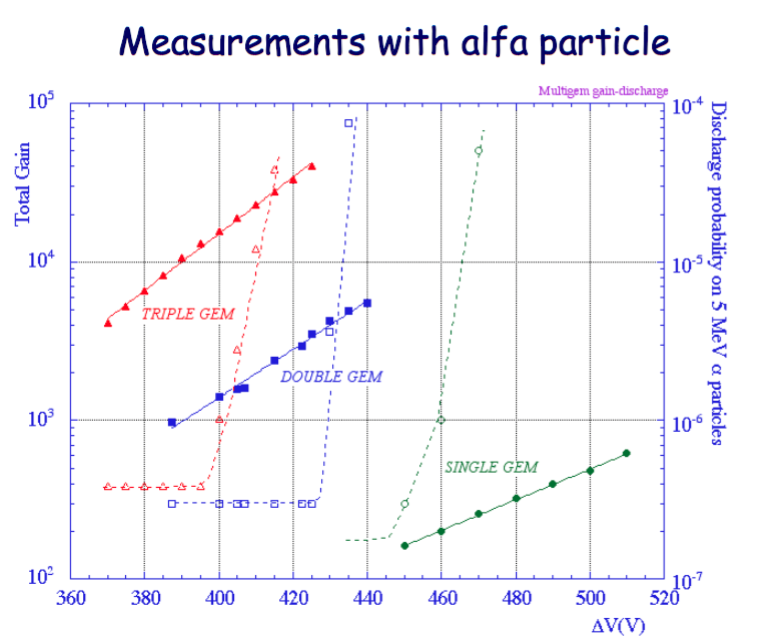 Measurements with alfa particle
Multigem gain-discharge
10^5
10^4
10^3
10^2
Total Gain
10^-4
10^-5
10^-6
10^-7
Discharge probability on 5 MeV α particles
TRIPLE GEM
DOUBLE GEM
SINGLE GEM
360 380 400 420 440 460 480 500 520
ΔV(V)